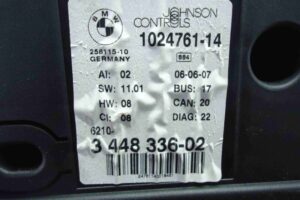 BMW
JOHNSON
CONTROLS
258115-10
GERMANY
1024761-14
AI: 02 06-06-07
SW: 11.01 BUS: 17
HW: 08 CAN: 20
CI: 08 DIAG: 22
6210-
3 448 336-02